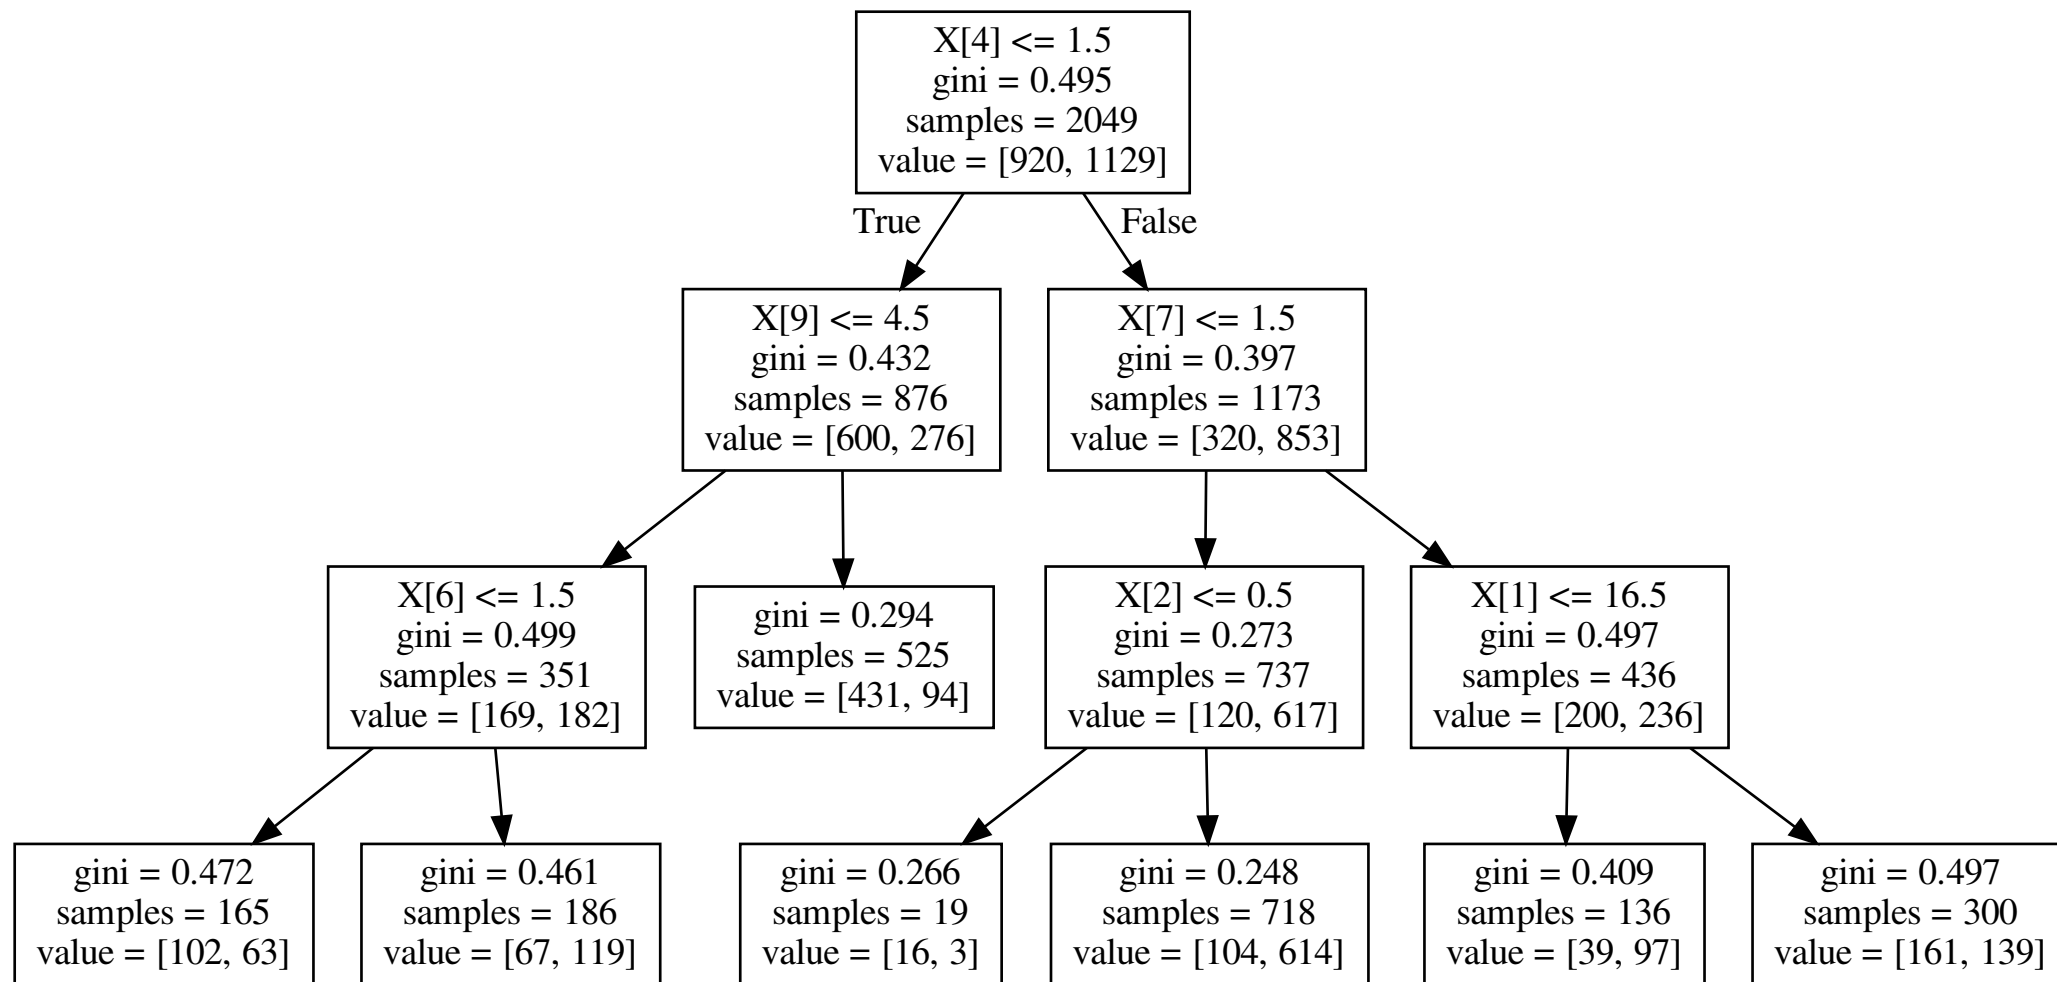 X[4] <= 1.5
gini = 0.495
samples = 2049
value = [920, 1129]
True
False
X[9] <= 4.5
gini = 0.432
samples = 876
value = [600, 276]
X[7] <= 1.5
gini = 0.397
samples = 1173
value = [320, 853]
X[6] <= 1.5
gini = 0.499
samples = 351
value = [169, 182]
gini = 0.294
samples = 525
value = [431, 94]
X[2] <= 0.5
gini = 0.273
samples = 737
value = [120, 617]
X[1] <= 16.5
gini = 0.497
samples = 436
value = [200, 236]
gini = 0.472
samples = 165
value = [102, 63]
gini = 0.461
samples = 186
value = [67, 119]
gini = 0.266
samples = 19
value = [16, 3]
gini = 0.248
samples = 718
value = [104, 614]
gini = 0.409
samples = 136
value = [39, 97]
gini = 0.497
samples = 300
value = [161, 139]